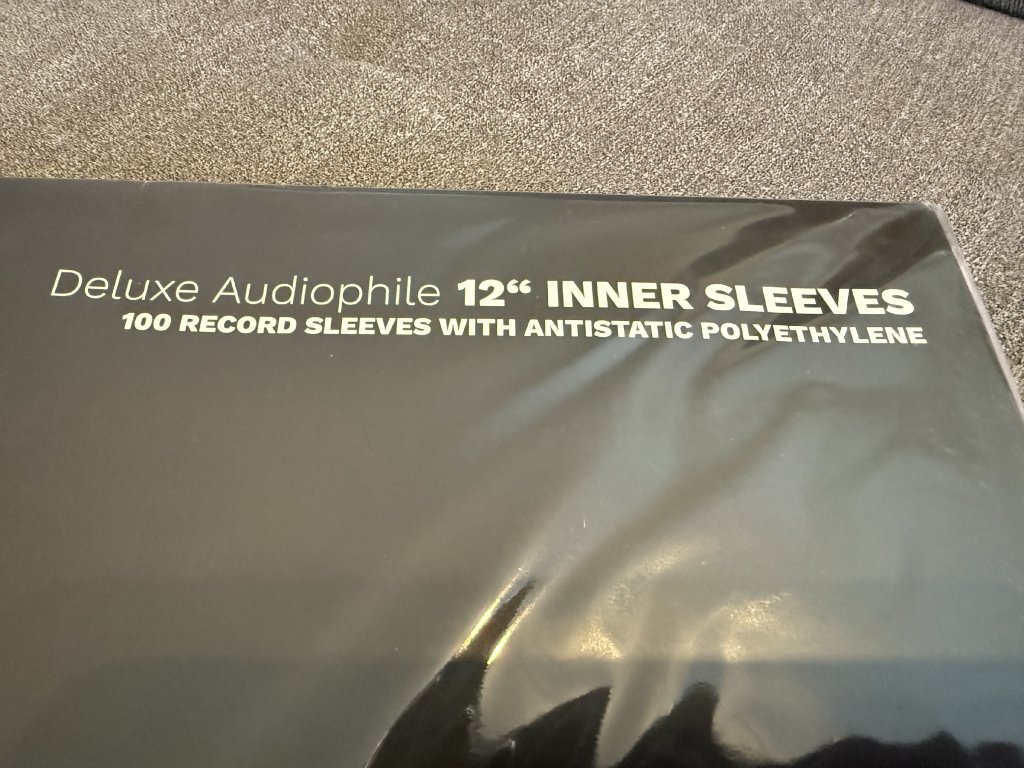 Deluxe Audiophile 12“ INNER SLEEVES
100 RECORD SLEEVES WITH ANTISTATIC POLYETHYLENE